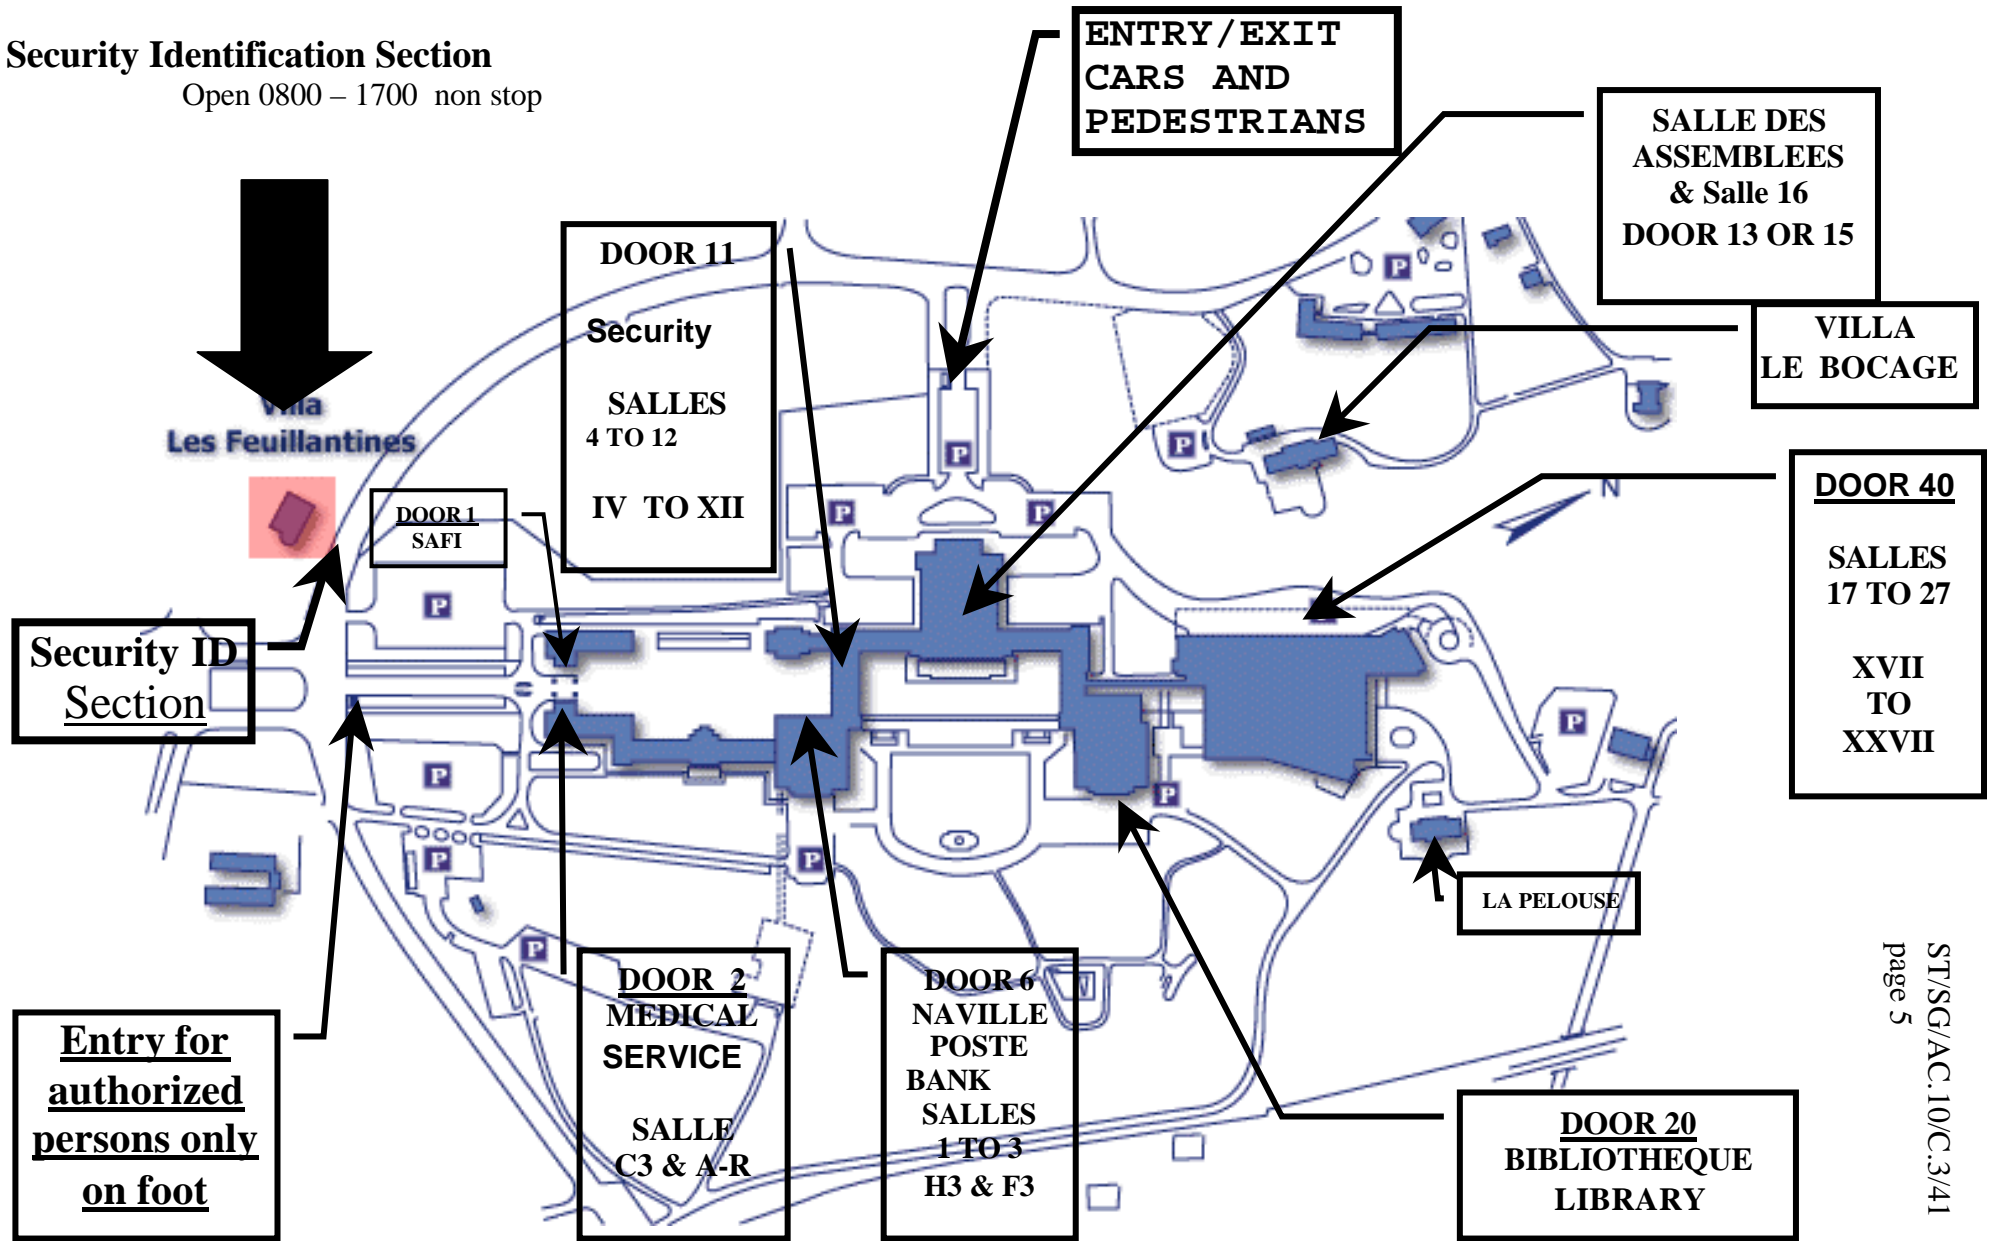 Security Identification Section
Open 0800 – 1700 non stop
ENTRY/EXIT
CARS AND
PEDESTRIANS
SALLE DES
ASSEMBLEES
& Salle 16
DOOR 13 OR 15
VILLA
LE BOCAGE
DOOR 11
Security
SALLES
4 TO 12
IV TO XII
Villa
Les Feuillantines
DOOR 1
SAFI
P
P
P
P
P
P
P
P
P
P
P
P
N
DOOR 40
SALLES
17 TO 27
XVII
TO
XXVII
Security ID
Section
LA PELOUSE
Entry for
authorized
persons only
on foot
DOOR 2
MEDICAL
SERVICE
SALLE
C3 & A-R
DOOR 6
NAVILLE
POSTE
BANK
SALLES
1 TO 3
H3 & F3
DOOR 20
BIBLIOTHEQUE
LIBRARY
ST/SG/AC.10/C.3/41
page 5